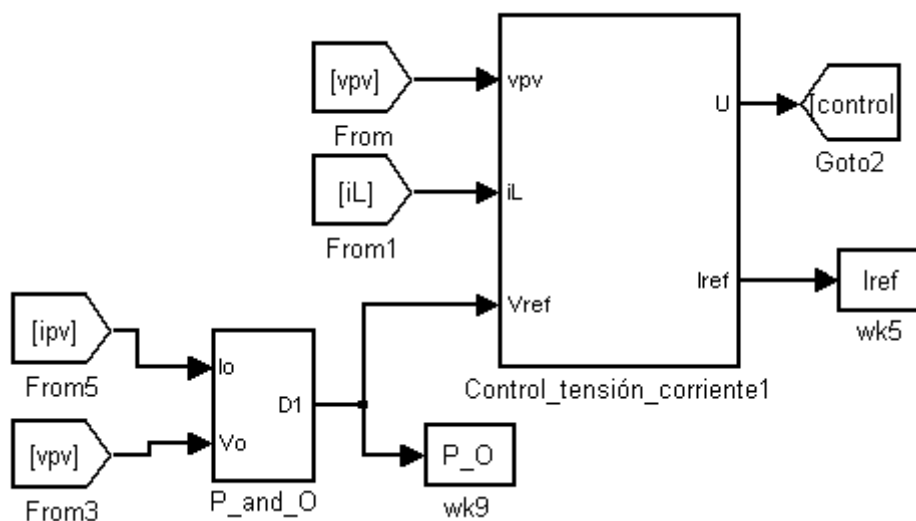 [vpv]
From
[iL]
From1
vpv
iL
Vref
U
Iref
Control_tensión_corriente1
[control
Goto2
Iref
wk5
[ipv]
From5
[vpv]
From3
Io
Vo
D1
P_and_O
P_O
wk9